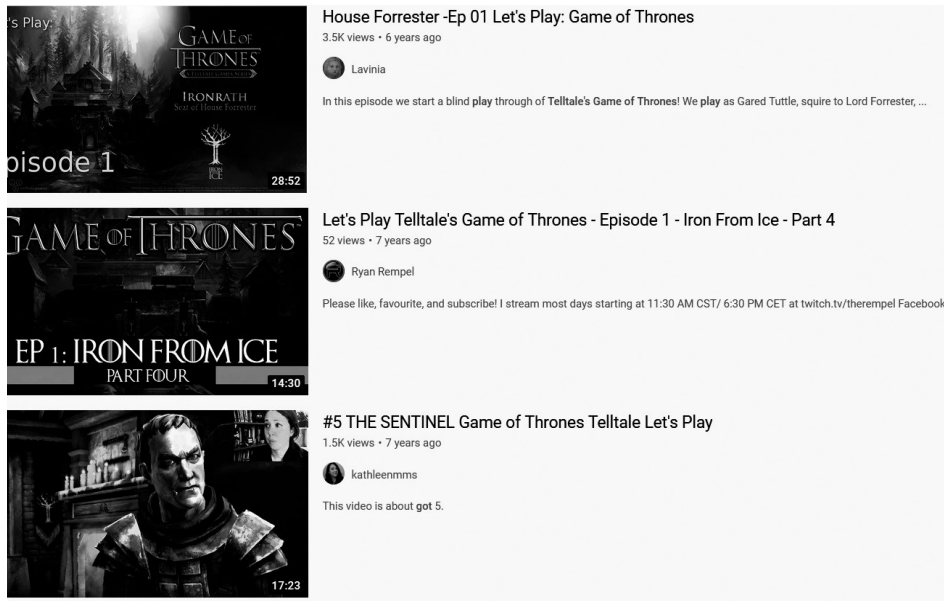 's Play:
GAME OF
THRONES
A TELLTALE GAMES SERIES
IRONRATH
Seat of House Forrester
IRON
FROM
ICE
pisode 1
28:52
House Forrester -Ep 01 Let's Play: Game of Thrones
3.5K views • 6 years ago
Lavinia
In this episode we start a blind play through of Telltale's Game of Thrones! We play as Gared Tuttle, squire to Lord Forrester, ...
GAME OF THRONES
EP 1: IRON FROM ICE
PART FOUR
14:30
Let's Play Telltale's Game of Thrones - Episode 1 - Iron From Ice - Part 4
52 views • 7 years ago
Ryan Rempel
Please like, favourite, and subscribe! I stream most days starting at 11:30 AM CST/ 6:30 PM CET at twitch.tv/therempel Facebook
17:23
#5 THE SENTINEL Game of Thrones Telltale Let's Play
1.5K views • 7 years ago
kathleenmms
This video is about got 5.